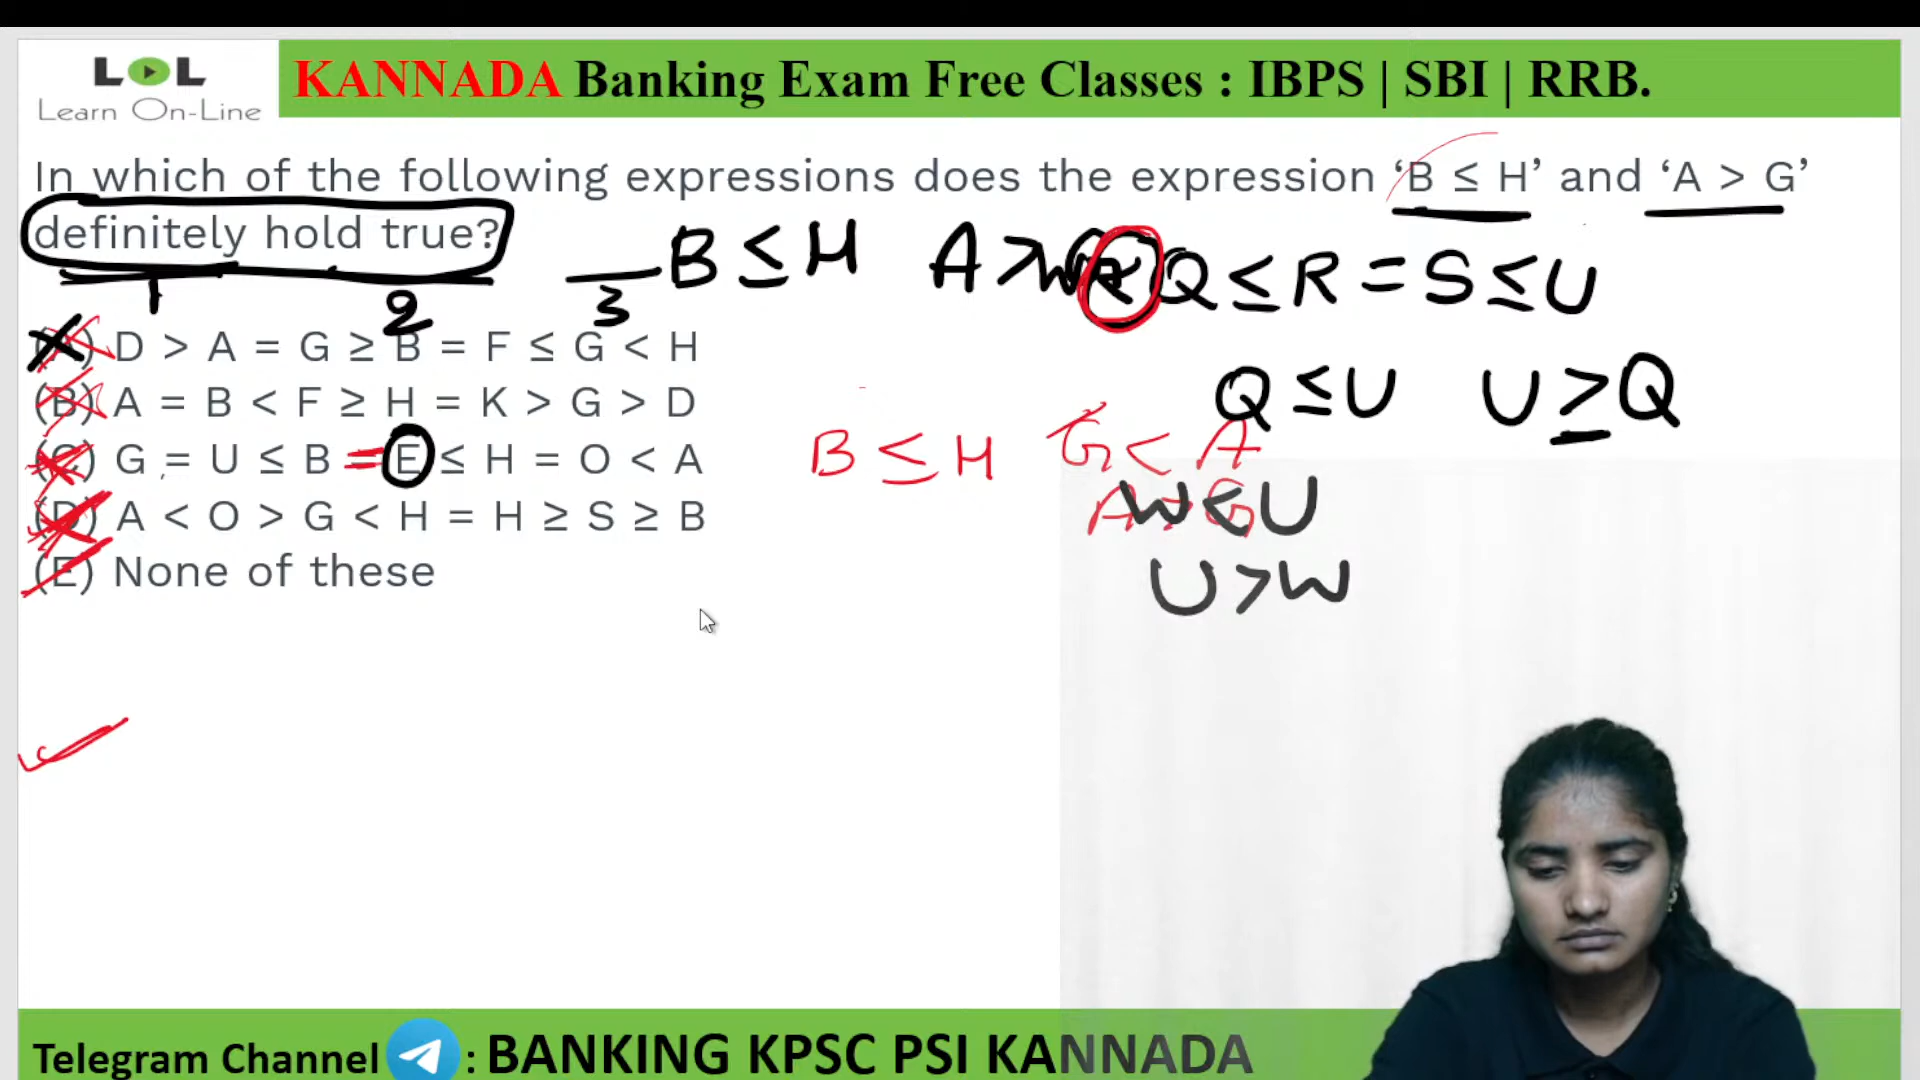 LOL
Learn On-Line
KANNADA Banking Exam Free Classes : IBPS | SBI | RRB.
In which of the following expressions does the expression ‘B ≤ H’ and ‘A > G’
definitely hold true?
B ≤ H A > Q ≤ R = S ≤ U
1 2 3
(A) D > A = G ≥ B = F ≤ G < H
Q ≤ U U ≥ Q
(B) A = B < F ≥ H = K > G > D
(C) G = U ≤ B = E ≤ H = O < A
B ≤ H G < A
(D) A < O > G < H = H ≥ S ≥ B
A > G
W < U
(E) None of these
U > W
Telegram Channel : BANKING KPSC PSI KANNADA